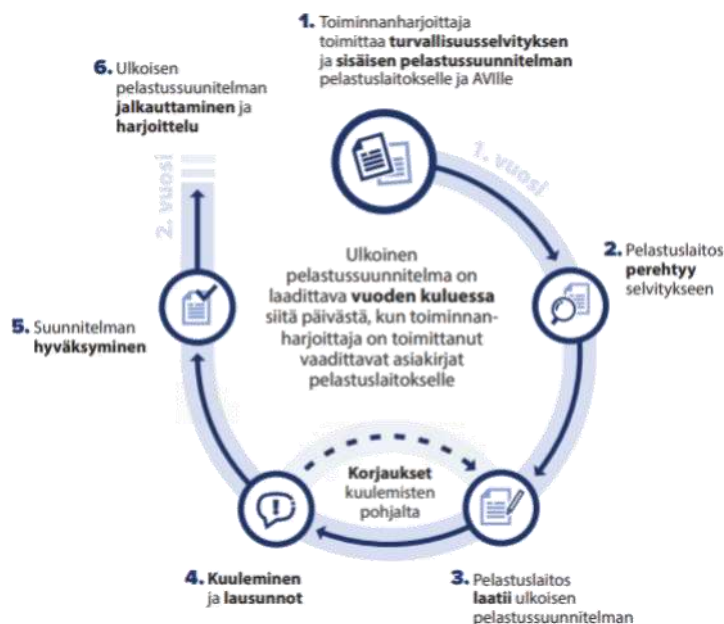 1. Toiminnanharjoittaja
toimittaa turvallisuusselvityksen
ja sisäisen pelastussuunnitelman
pelastuslaitokselle ja AVIlle
1. vuosi
2. Pelastuslaitos
perehtyy
selvitykseen
3. Pelastuslaitos
laatii ulkoisen
pelastussuunnitelman
4. Kuuleminen
ja lausunnot
Korjaukset
kuulemisten
pohjalta
5. Suunnitelman
hyväksyminen
2. vuosi
6. Ulkoisen
pelastussuunitelman
jalkauttaminen ja
harjoittelu
Ulkoinen
pelastussuunnitelma on
laadittava vuoden kuluessa
siitä päivästä, kun toiminnan-
harjoittaja on toimittanut
vaadittavat asiakirjat
pelastuslaitokselle